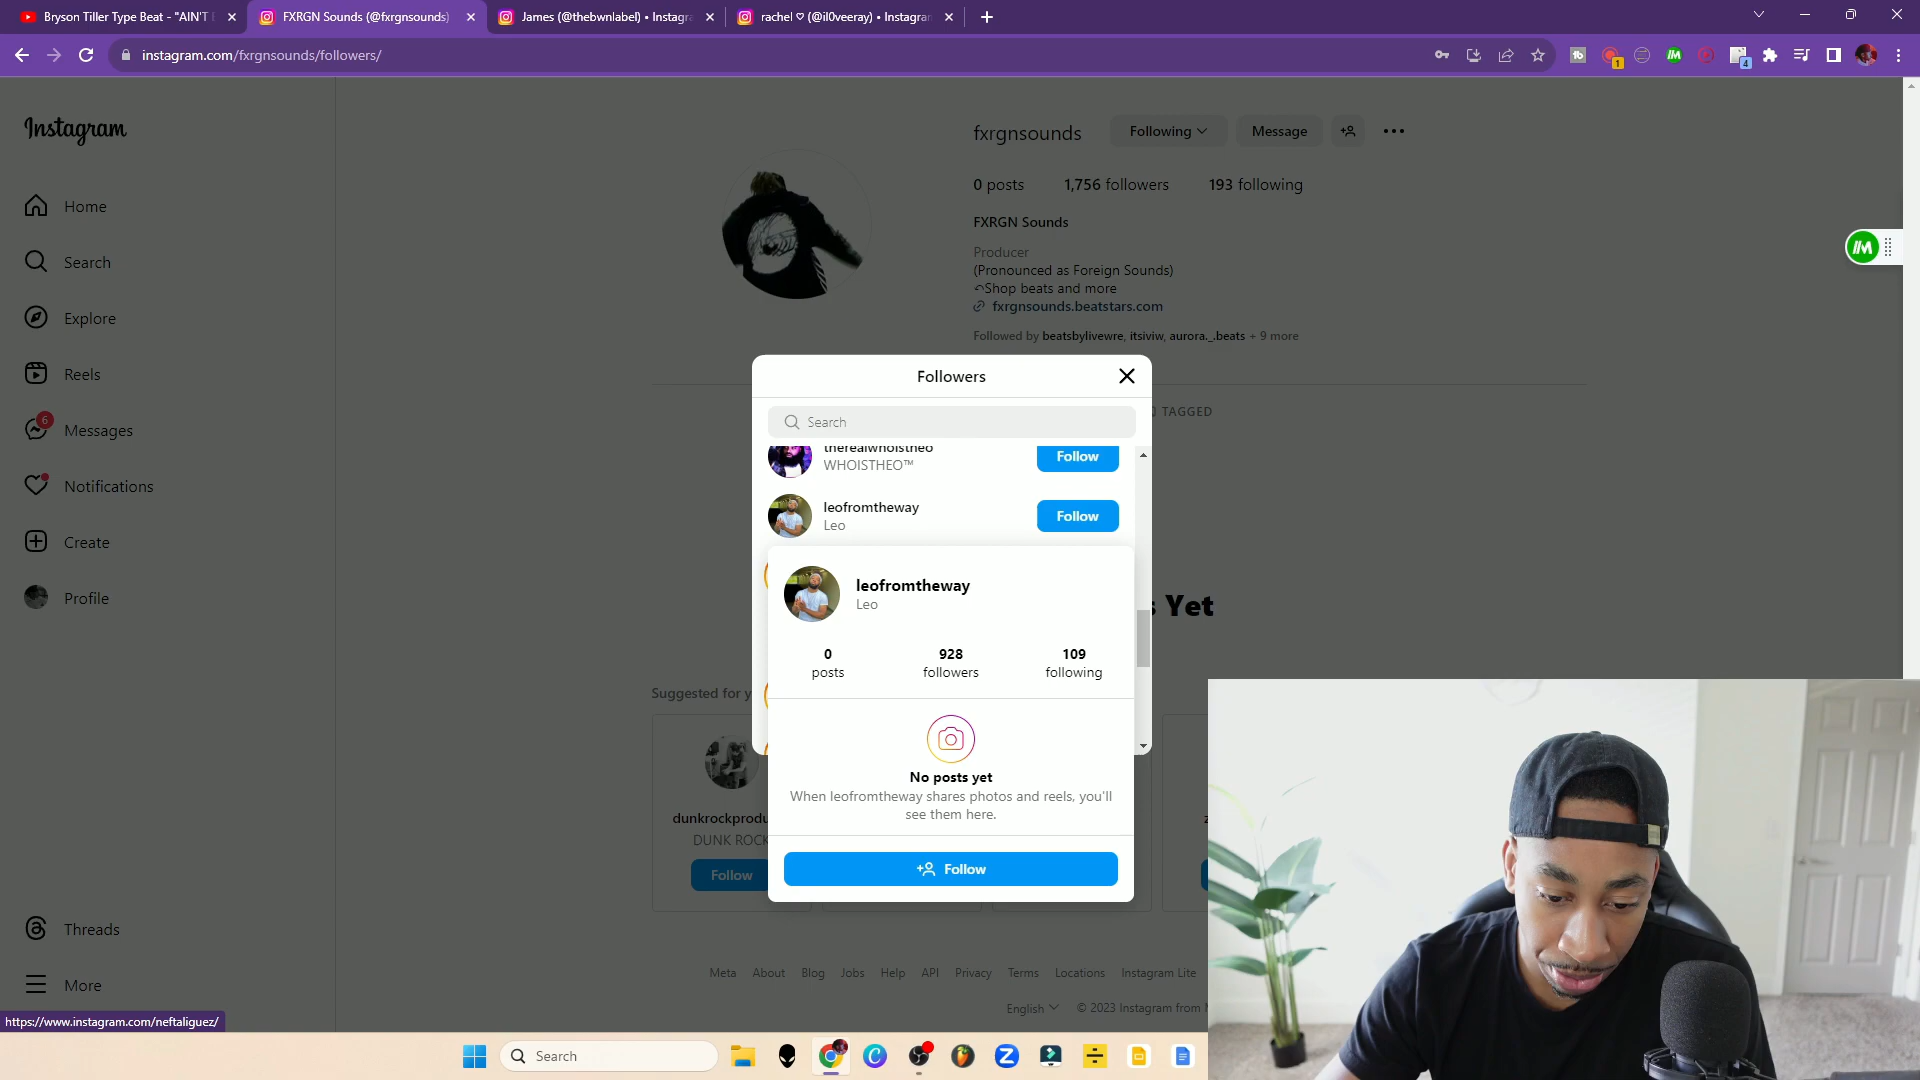 Bryson Tiller Type Beat - "AIN'T
FXRGN Sounds (@fxrgnsounds)
James (@thebwnlabel) • Instagra
rachel ♡ (@il0veeray) • Instagram
instagram.com/fxrgnsounds/followers/
1
4
Instagram
Home
Search
Explore
Reels
6
Messages
Notifications
Create
Profile
Threads
More
https://www.instagram.com/neftaliguez/
fxrgnsounds
Following
Message
0 posts
1,756 followers
193 following
FXRGN Sounds
Producer
(Pronounced as Foreign Sounds)
↶Shop beats and more
fxrgnsounds.beatstars.com
Followed by beatsbylivewre, itsiviw, aurora._.beats + 9 more
TAGGED
Yet
Followers
Search
therealwhoistheo
WHOISTHEO™
Follow
leofromtheway
Leo
Follow
leofromtheway
Leo
0
posts
928
followers
109
following
No posts yet
When leofromtheway shares photos and reels, you'll
see them here.
Follow
Suggested for y
dunkrockprodu
DUNK ROCK
Follow
Meta
About
Blog
Jobs
Help
API
Privacy
Terms
Locations
Instagram Lite
English
© 2023 Instagram from
Search